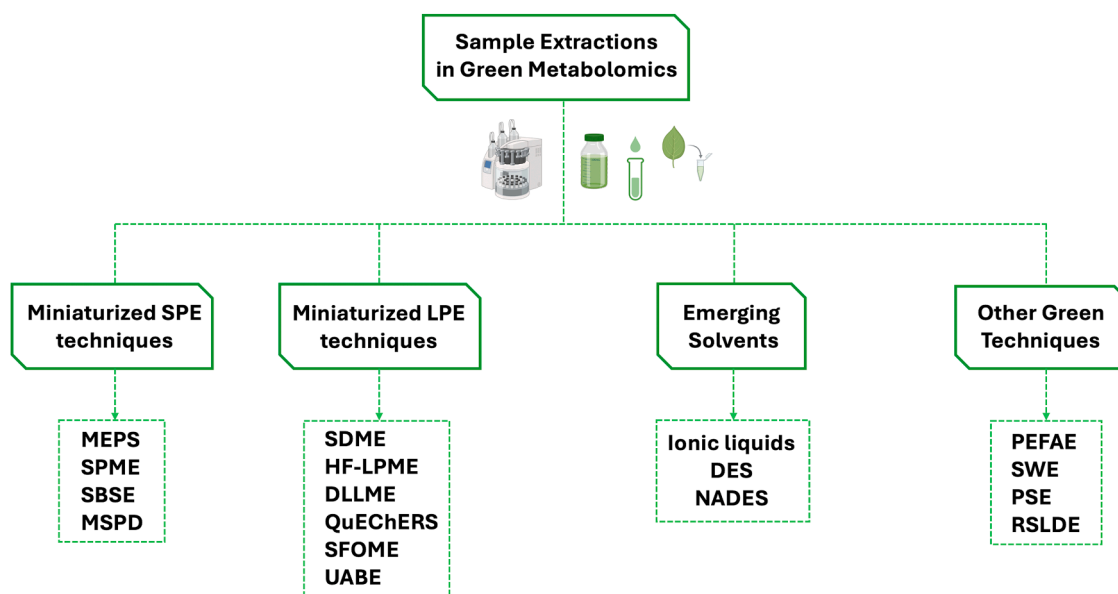 Sample Extractions
in Green Metabolomics
Miniaturized SPE
techniques
Miniaturized LPE
techniques
Emerging
Solvents
Other Green
Techniques
MEPS
SPME
SBSE
MSPD
SDME
HF-LPME
DLLME
QuEChERS
SFOME
UABE
Ionic liquids
DES
NADES
PEFAE
SWE
PSE
RSLDE